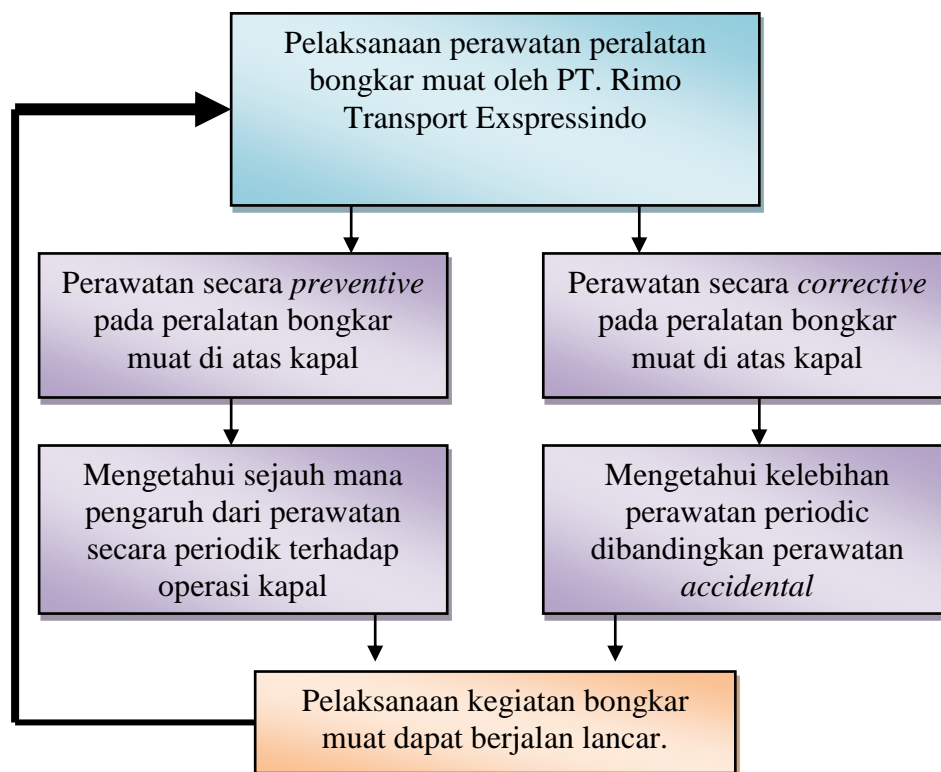 Pelaksanaan perawatan peralatan
bongkar muat oleh PT. Rimo
Transport Exspressindo
Perawatan secara preventive
pada peralatan bongkar
muat di atas kapal
Perawatan secara corrective
pada peralatan bongkar
muat di atas kapal
Mengetahui sejauh mana
pengaruh dari perawatan
secara periodik terhadap
operasi kapal
Mengetahui kelebihan
perawatan periodic
dibandingkan perawatan
accidental
Pelaksanaan kegiatan bongkar
muat dapat berjalan lancar.